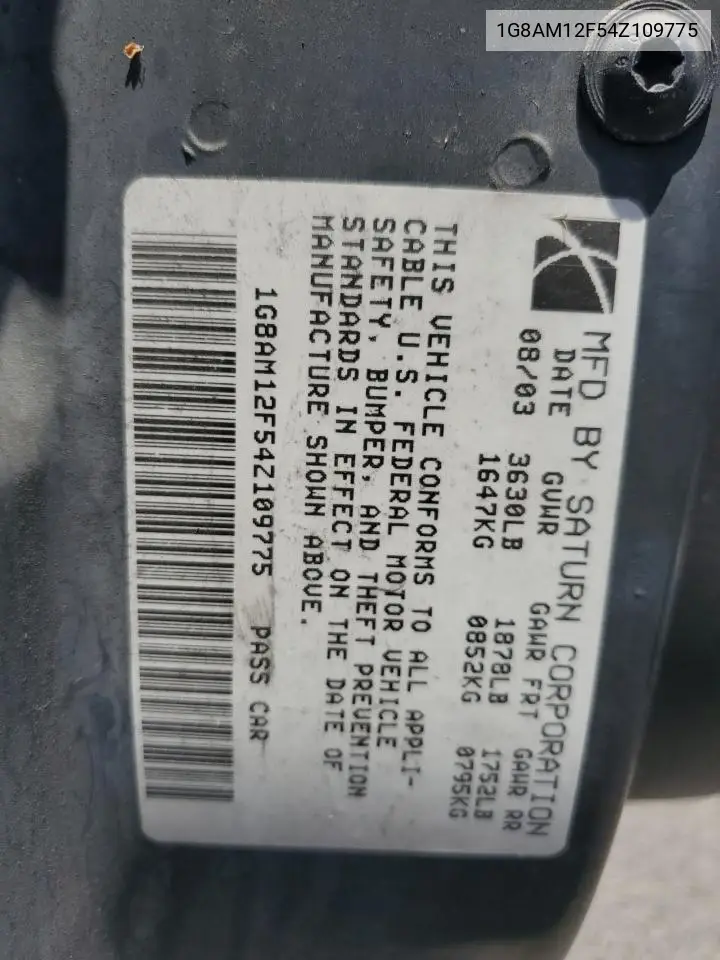 1G8AM12F54Z109775
MFD BY SATURN CORPORATION
DATE GVWR GAWR FRT GAWR RR
08/03 3630LB 1878LB 1752LB
1647KG 0852KG 0795KG
THIS VEHICLE CONFORMS TO ALL APPLI-
CABLE U.S. FEDERAL MOTOR VEHICLE
SAFETY, BUMPER, AND THEFT PREVENTION
STANDARDS IN EFFECT ON THE DATE OF
MANUFACTURE SHOWN ABOVE.
1G8AM12F54Z109775 PASS CAR